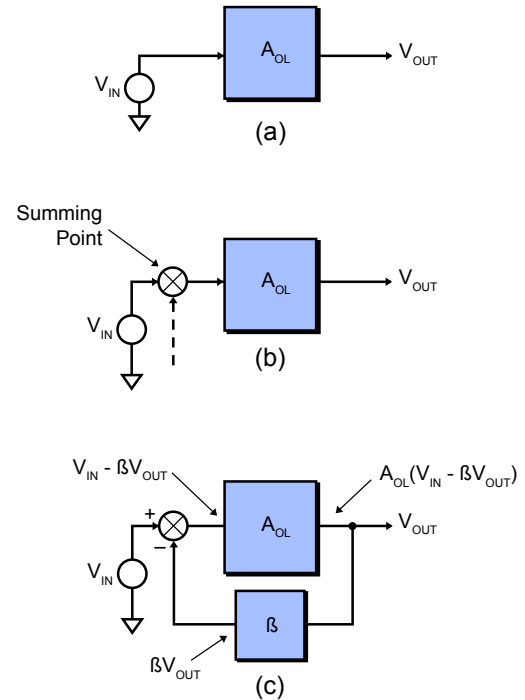 A_OL
V_IN
V_OUT
(a)
Summing
Point
A_OL
V_IN
V_OUT
(b)
V_IN - ßV_OUT
A_OL(V_IN - ßV_OUT)
+
A_OL
V_OUT
–
V_IN
ß
ßV_OUT
(c)